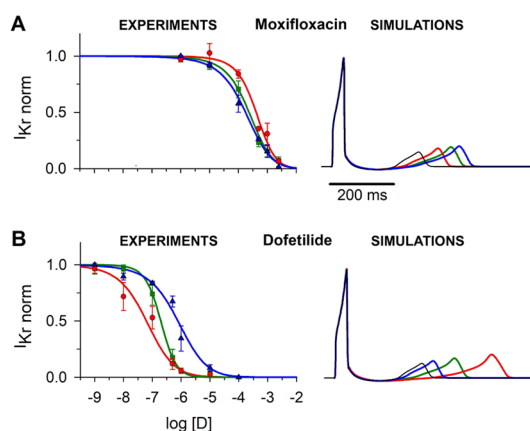 A EXPERIMENTS Moxifloxacin SIMULATIONS
1.0
0.5
0.0
IKr norm
200 ms
B EXPERIMENTS Dofetilide SIMULATIONS
1.0
0.5
0.0
IKr norm
-9 -8 -7 -6 -5 -4 -3 -2
log [D]